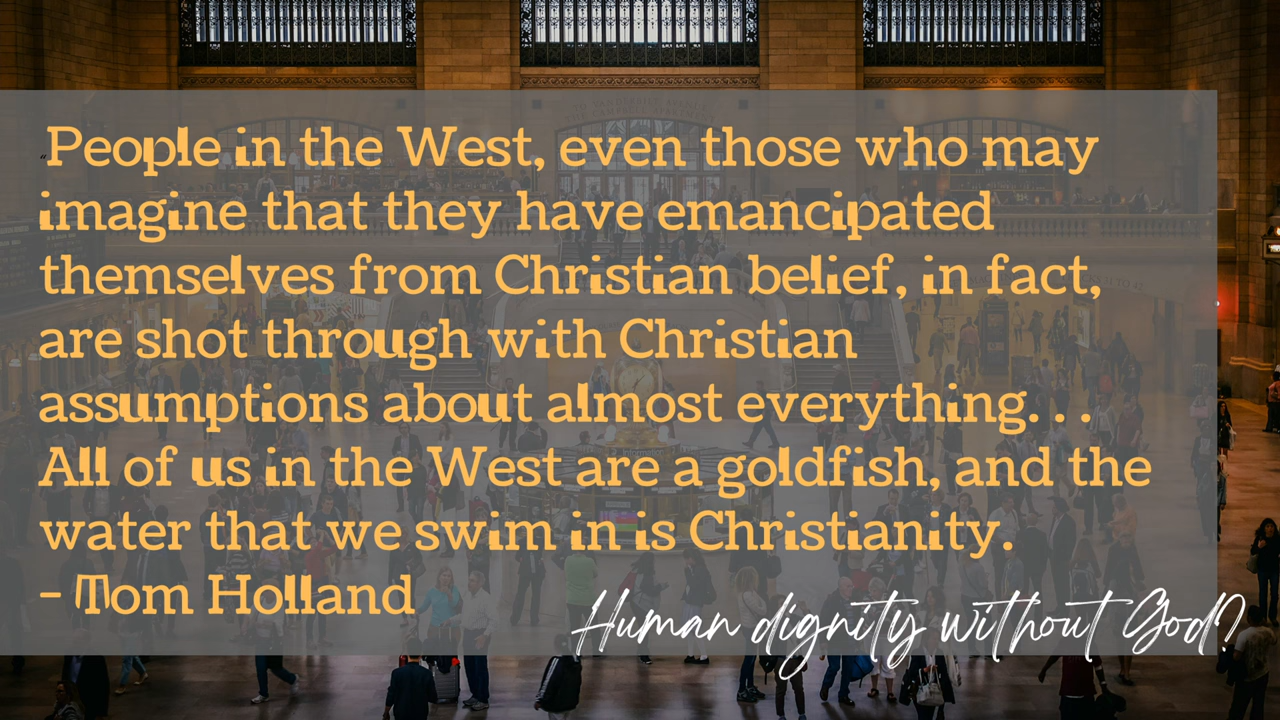 "People in the West, even those who may
imagine that they have emancipated
themselves from Christian belief, in fact,
are shot through with Christian
assumptions about almost everything. . .
All of us in the West are a goldfish, and the
water that we swim in is Christianity.
- Tom Holland
Human dignity without God?